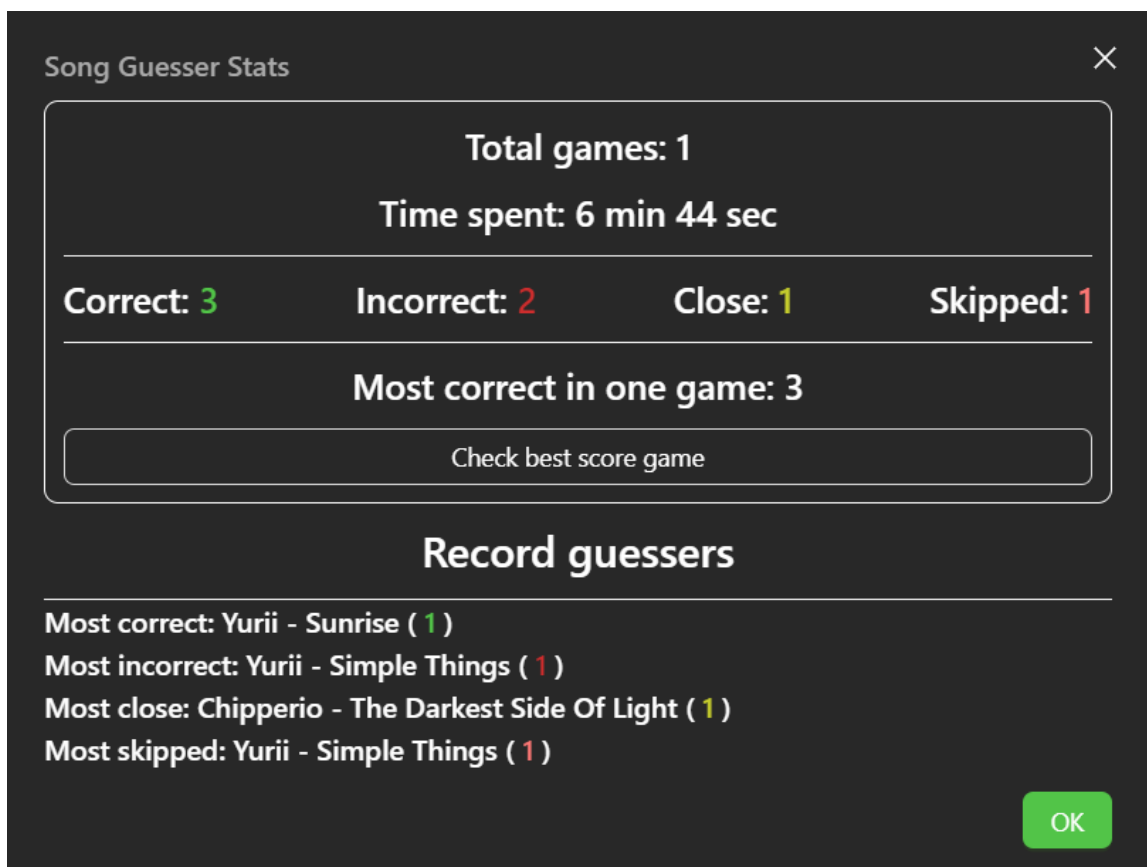 Song Guesser Stats
Total games: 1
Time spent: 6 min 44 sec
Correct: 3 Incorrect: 2 Close: 1 Skipped: 1
Most correct in one game: 3
Check best score game
Record guessers
Most correct: Yurii - Sunrise ( 1 )
Most incorrect: Yurii - Simple Things ( 1 )
Most close: Chipperio - The Darkest Side Of Light ( 1 )
Most skipped: Yurii - Simple Things ( 1 )
OK